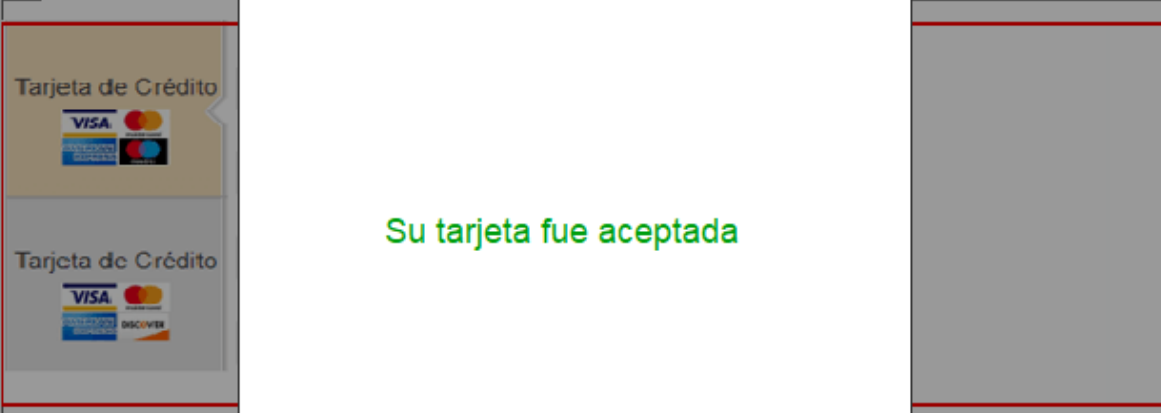 Tarjeta de Crédito
VISA
Su tarjeta fue aceptada
Tarjeta de Crédito
VISA
DISCOVER